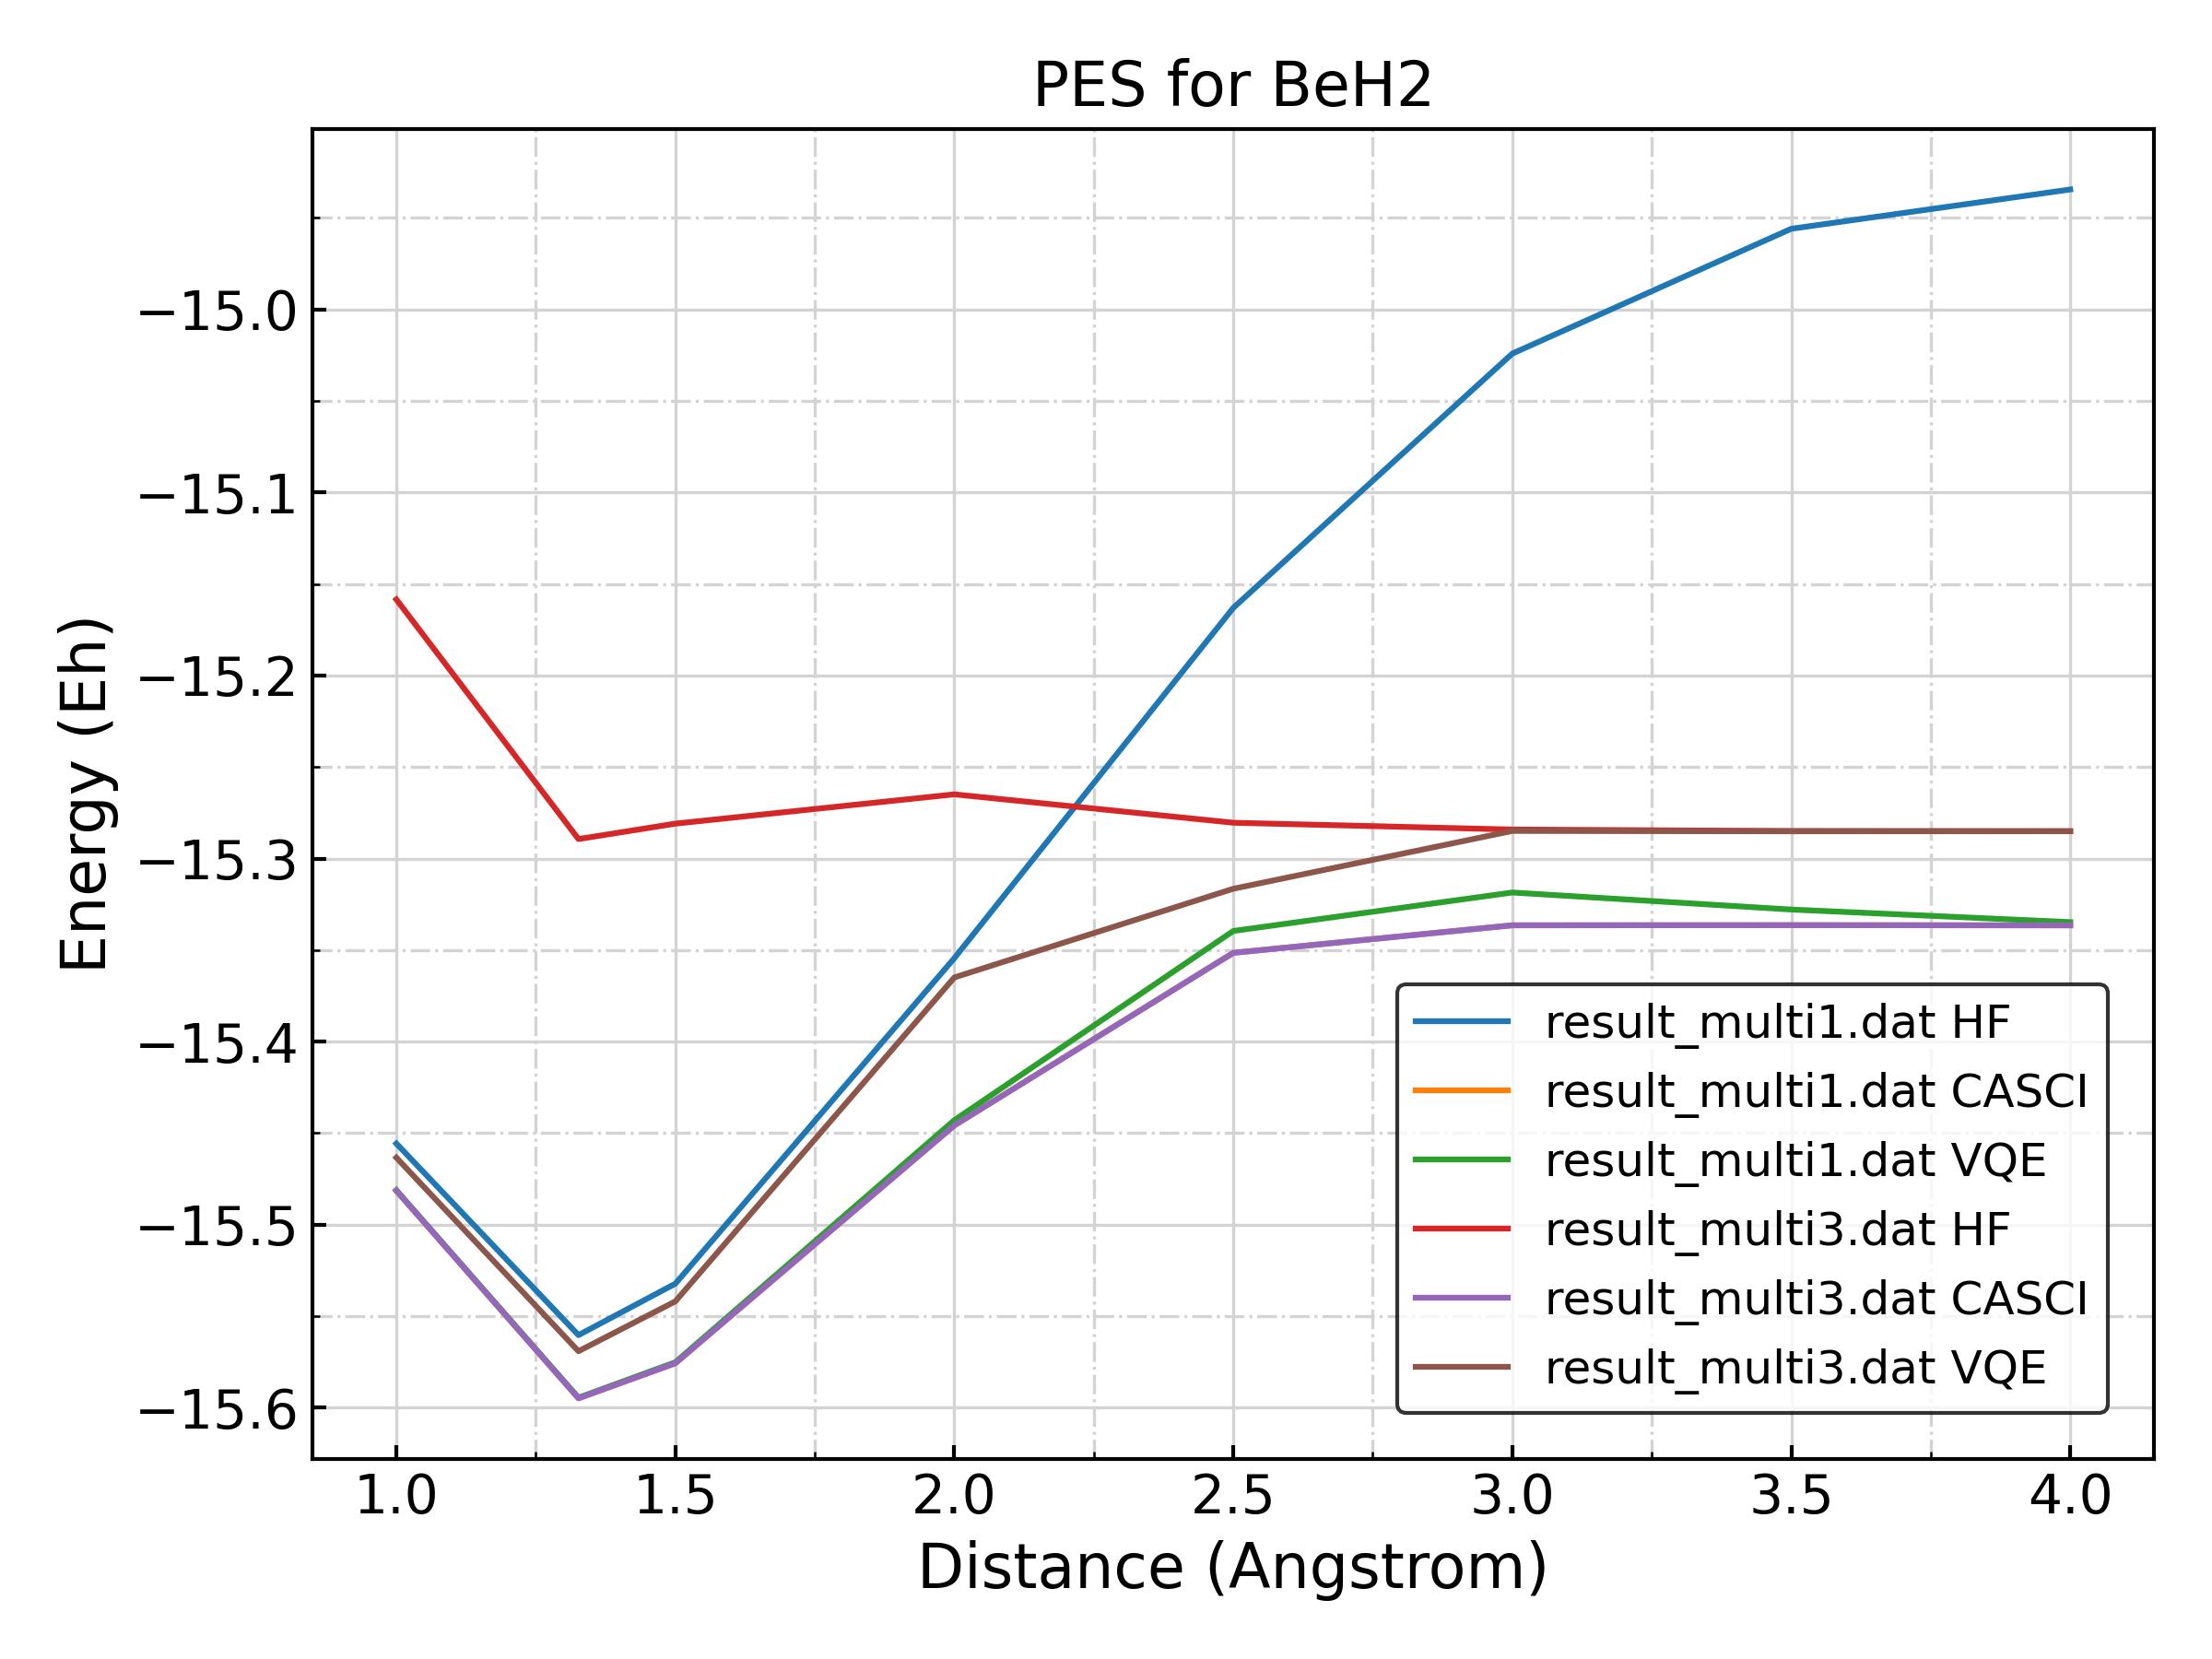 PES for BeH2
Energy (Eh)
−15.0
−15.1
−15.2
−15.3
−15.4
−15.5
−15.6
result_multi1.dat HF
result_multi1.dat CASCI
result_multi1.dat VQE
result_multi3.dat HF
result_multi3.dat CASCI
result_multi3.dat VQE
1.0 1.5 2.0 2.5 3.0 3.5 4.0
Distance (Angstrom)